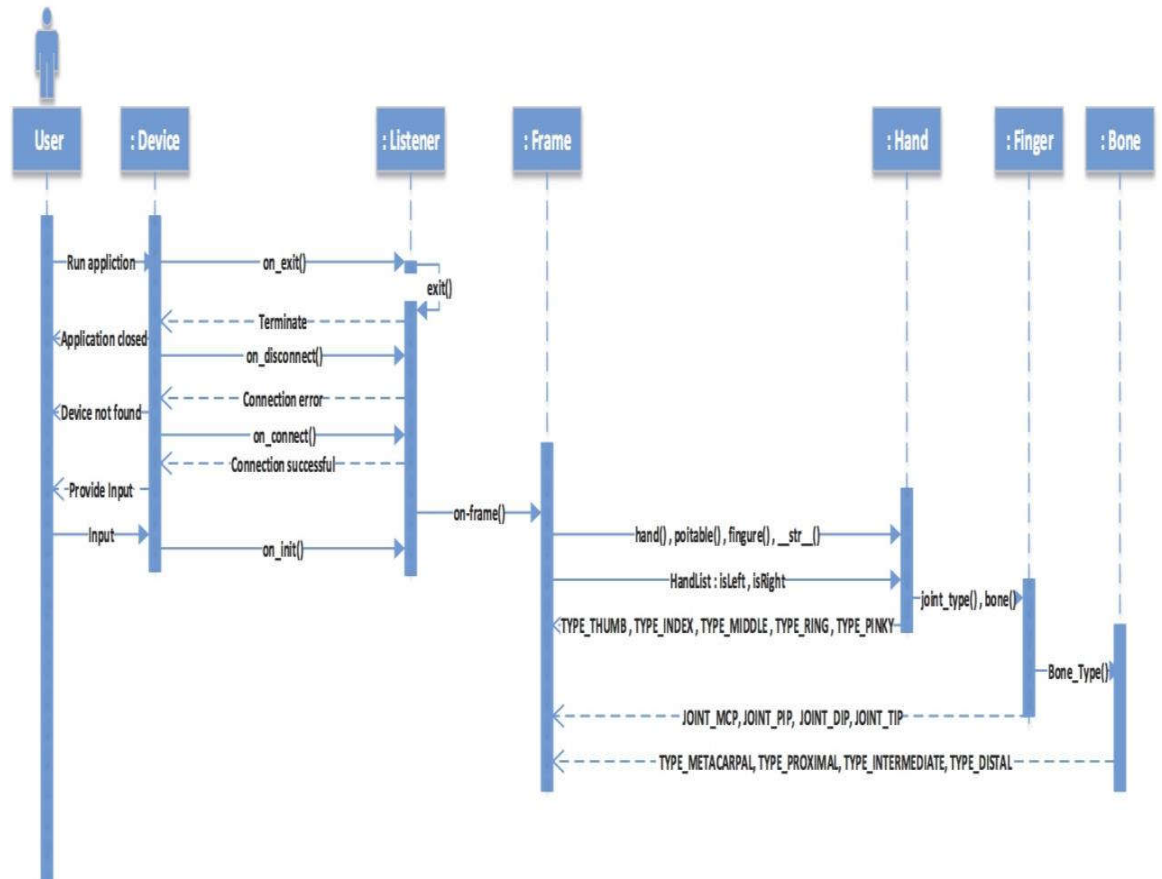 User
: Device
: Listener
: Frame
: Hand
: Finger
: Bone
Run appliction
on_exit()
exit()
Terminate
Application closed
on_disconnect()
Connection error
Device not found
on_connect()
Connection successful
Provide Input
on-frame()
Input
hand() , poitable() , fingure() , __str__()
on_init()
HandList : isLeft , isRight
joint_type() , bone()
TYPE_THUMB , TYPE_INDEX , TYPE_MIDDLE , TYPE_RING , TYPE_PINKY
Bone_Type()
JOINT_MCP, JOINT_PIP, JOINT_DIP, JOINT_TIP
TYPE_METACARPAL, TYPE_PROXIMAL, TYPE_INTERMEDIATE, TYPE_DISTAL